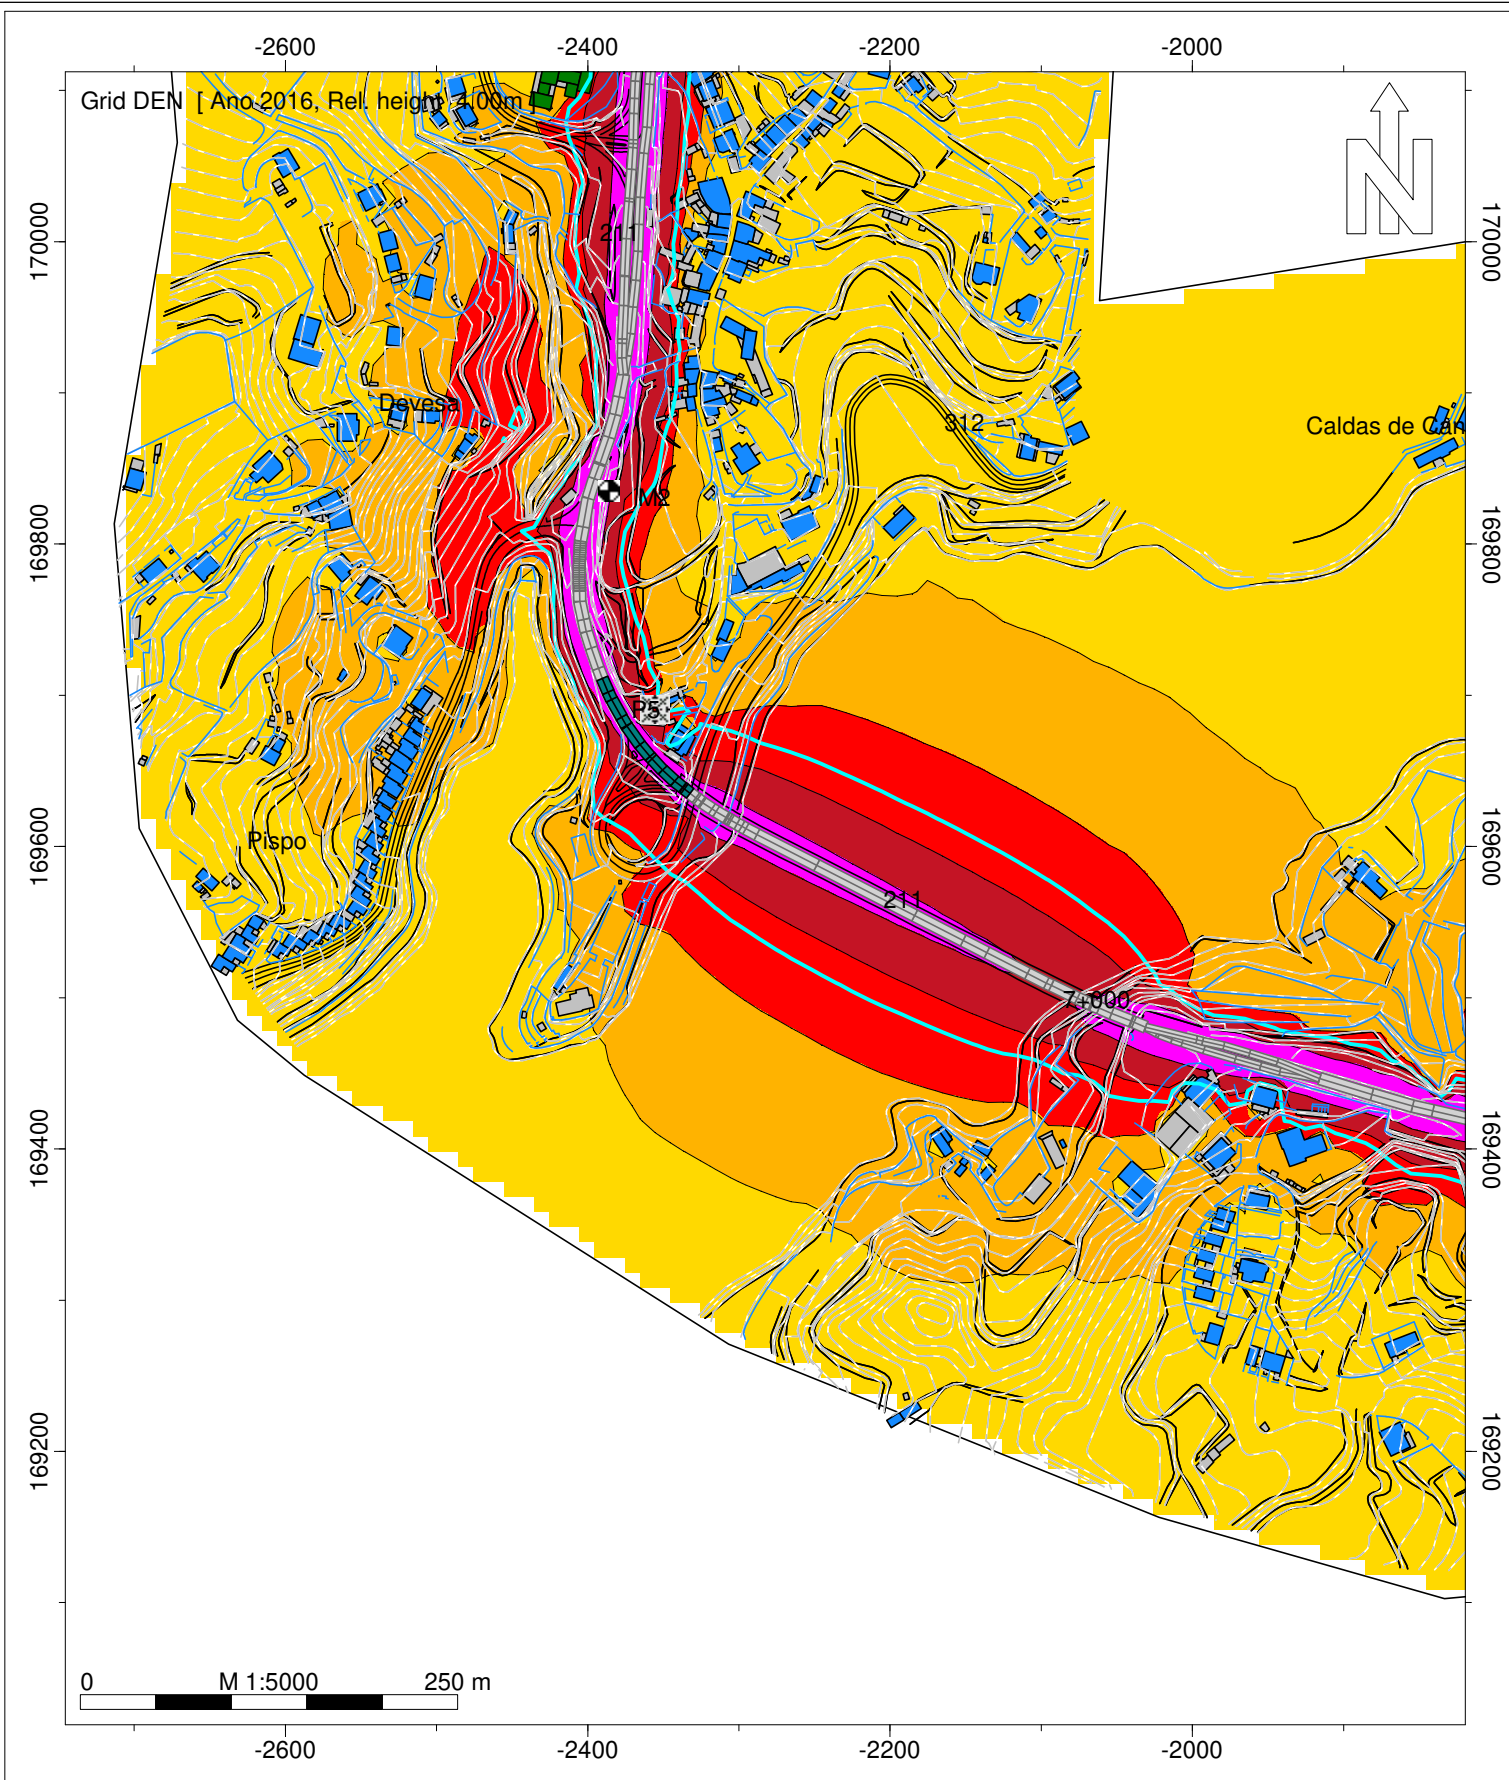 -2600 -2400 -2200 -2000
Grid DEN [ Ano 2016, Rel. height 4,00m ]
170000 170000
211
Devesa
312
Caldas de Can
M2
169800 169800
P5
Pispo
169600 169600
211
7+000
169400 169400
169200 169200
0 M 1:5000 250 m
-2600 -2400 -2200 -2000
N